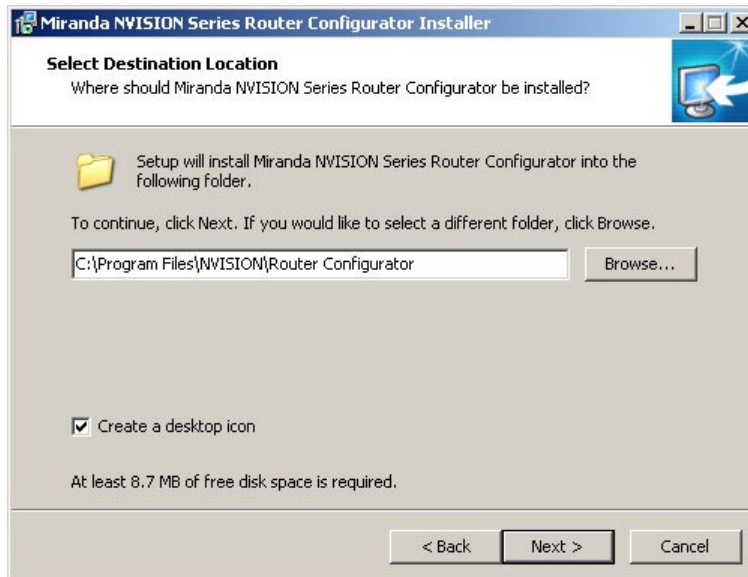 Miranda NVISION Series Router Configurator Installer
Select Destination Location
Where should Miranda NVISION Series Router Configurator be installed?
Setup will install Miranda NVISION Series Router Configurator into the
following folder.
To continue, click Next. If you would like to select a different folder, click Browse.
C:\Program Files\NVISION\Router Configurator
Browse...
Create a desktop icon
At least 8.7 MB of free disk space is required.
< Back
Next >
Cancel